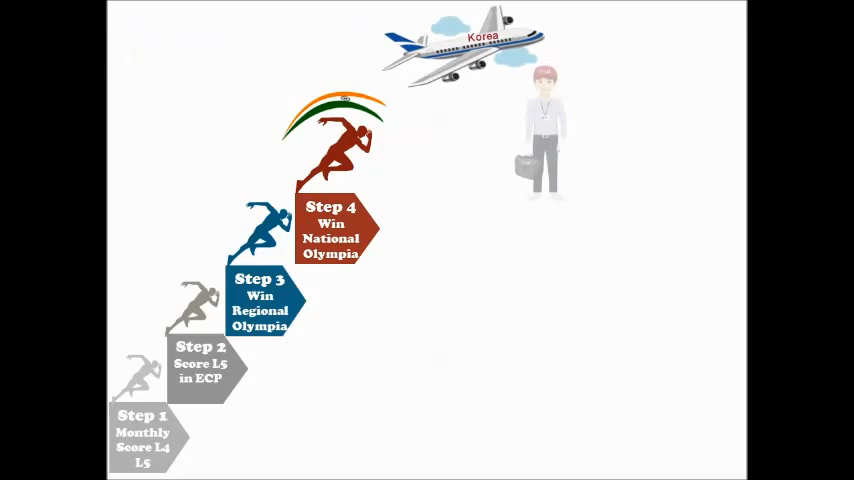 Korea
Step 4
Win
National
Olympia
Step 3
Win
Regional
Olympia
Step 2
Score L5
in ECP
Step 1
Monthly
Score L4
L5